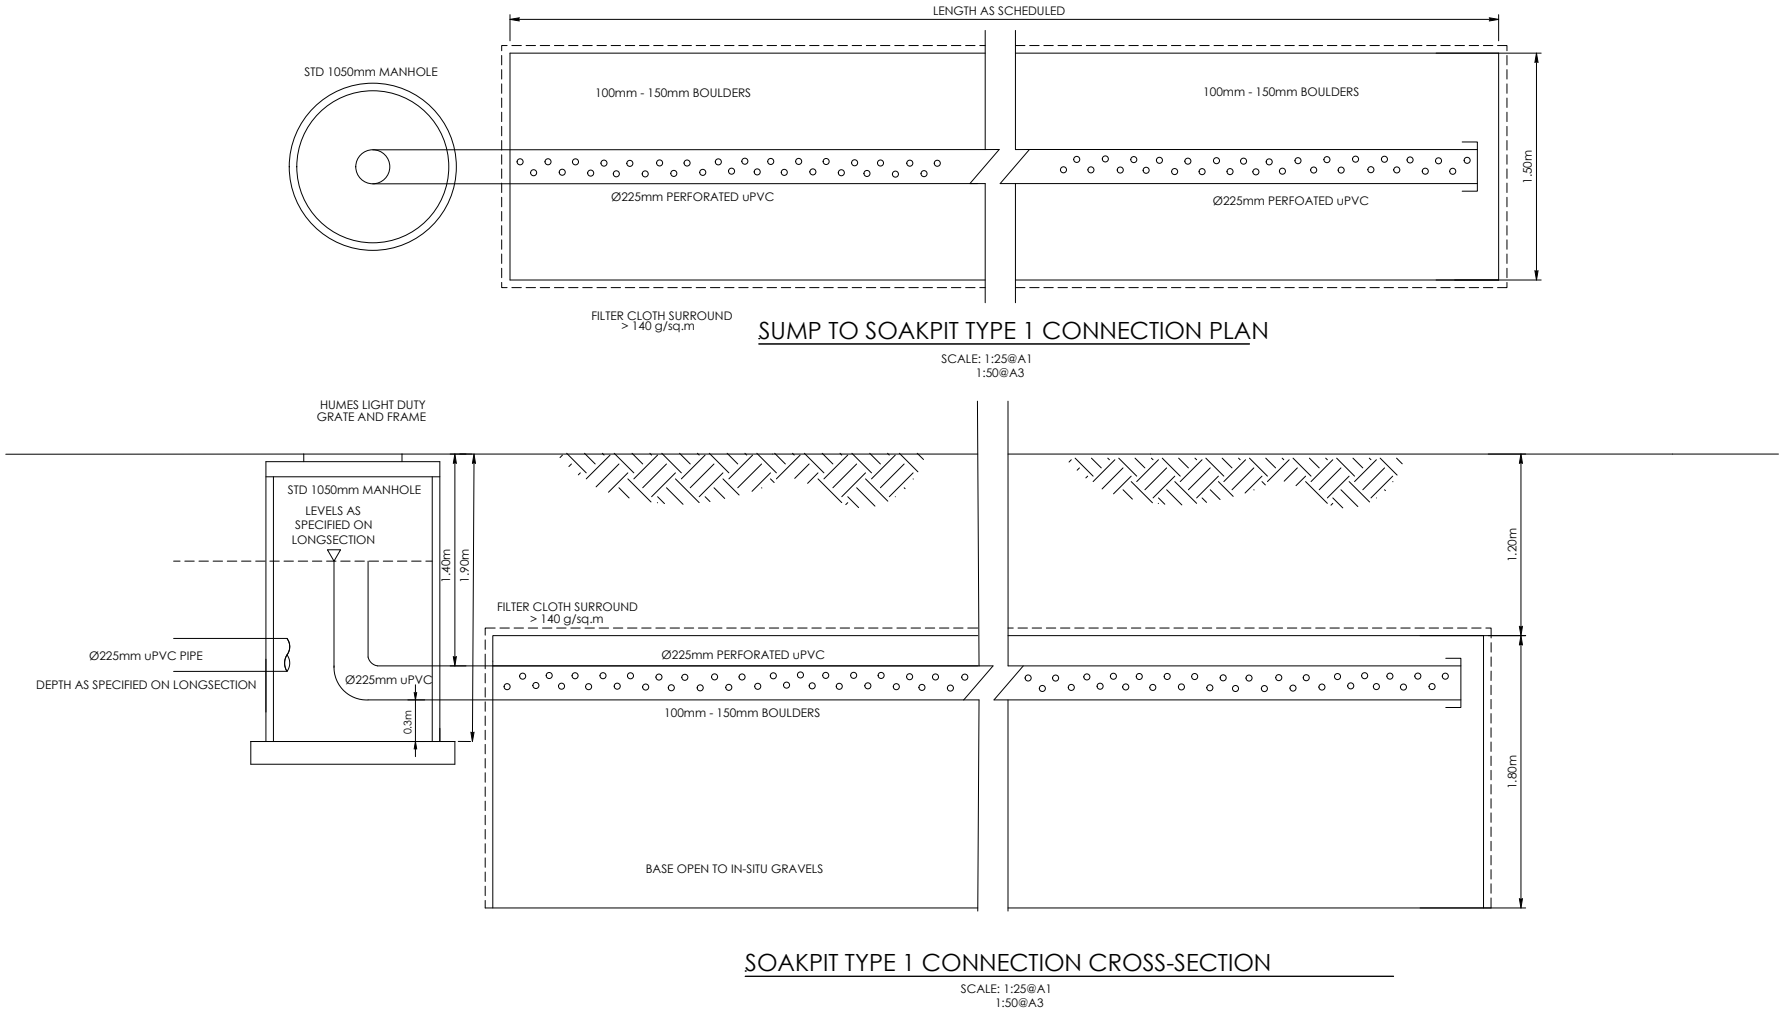 LENGTH AS SCHEDULED
STD 1050mm MANHOLE
100mm - 150mm BOULDERS
100mm - 150mm BOULDERS
1.50m
Ø225mm PERFORATED uPVC
Ø225mm PERFOATED uPVC
FILTER CLOTH SURROUND
> 140 g/sq.m
SUMP TO SOAKPIT TYPE 1 CONNECTION PLAN
SCALE: 1:25@A1
1:50@A3
HUMES LIGHT DUTY
GRATE AND FRAME
STD 1050mm MANHOLE
LEVELS AS
SPECIFIED ON
LONGSECTION
1.40m
1.90m
1.20m
FILTER CLOTH SURROUND
> 140 g/sq.m
Ø225mm uPVC PIPE
DEPTH AS SPECIFIED ON LONGSECTION
Ø225mm uPVC
Ø225mm PERFORATED uPVC
100mm - 150mm BOULDERS
0.3m
1.80m
BASE OPEN TO IN-SITU GRAVELS
SOAKPIT TYPE 1 CONNECTION CROSS-SECTION
SCALE: 1:25@A1
1:50@A3